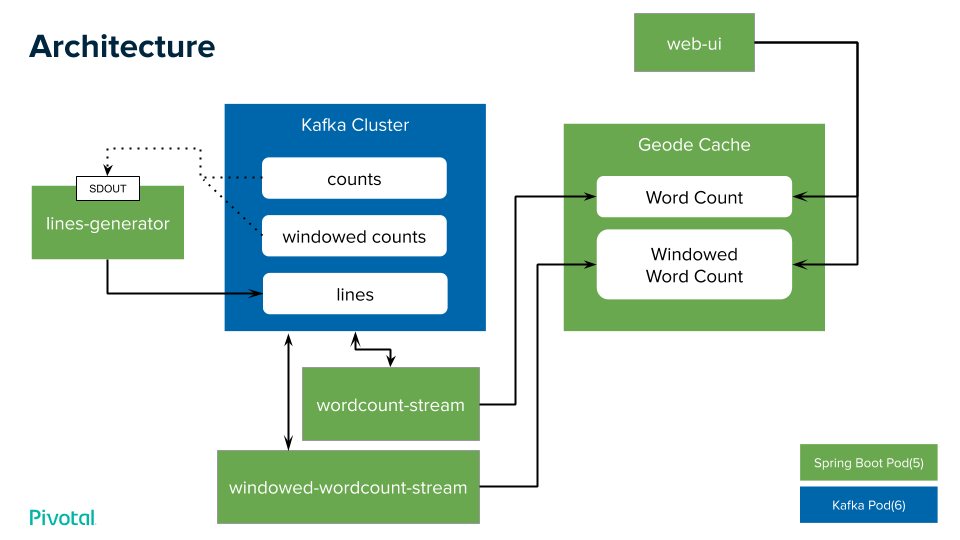 Architecture
web-ui
Kafka Cluster
counts
windowed counts
lines
SDOUT
lines-generator
Geode Cache
Word Count
Windowed
Word Count
wordcount-stream
windowed-wordcount-stream
Spring Boot Pod(5)
Kafka Pod(6)
Pivotal